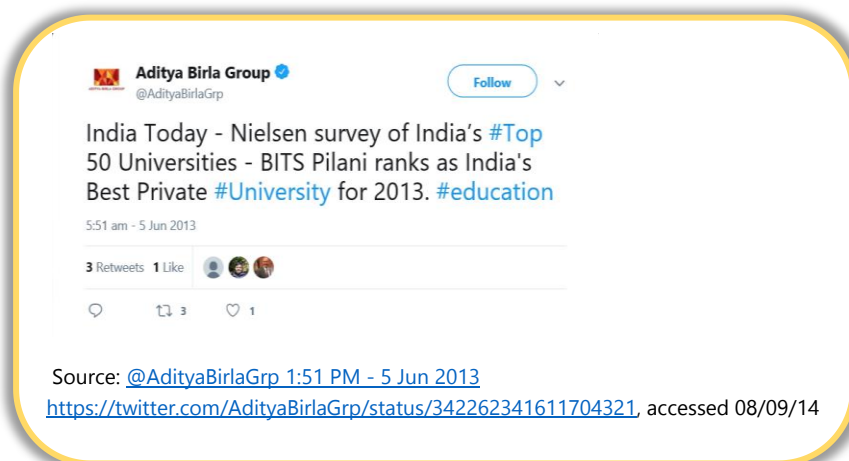 Aditya Birla Group
@AdityaBirlaGrp
Follow
India Today - Nielsen survey of India's #Top
50 Universities - BITS Pilani ranks as India's
Best Private #University for 2013. #education
5:51 am - 5 Jun 2013
3 Retweets 1 Like
3 1
Source: @AdityaBirlaGrp 1:51 PM - 5 Jun 2013
https://twitter.com/AdityaBirlaGrp/status/342262341611704321, accessed 08/09/14